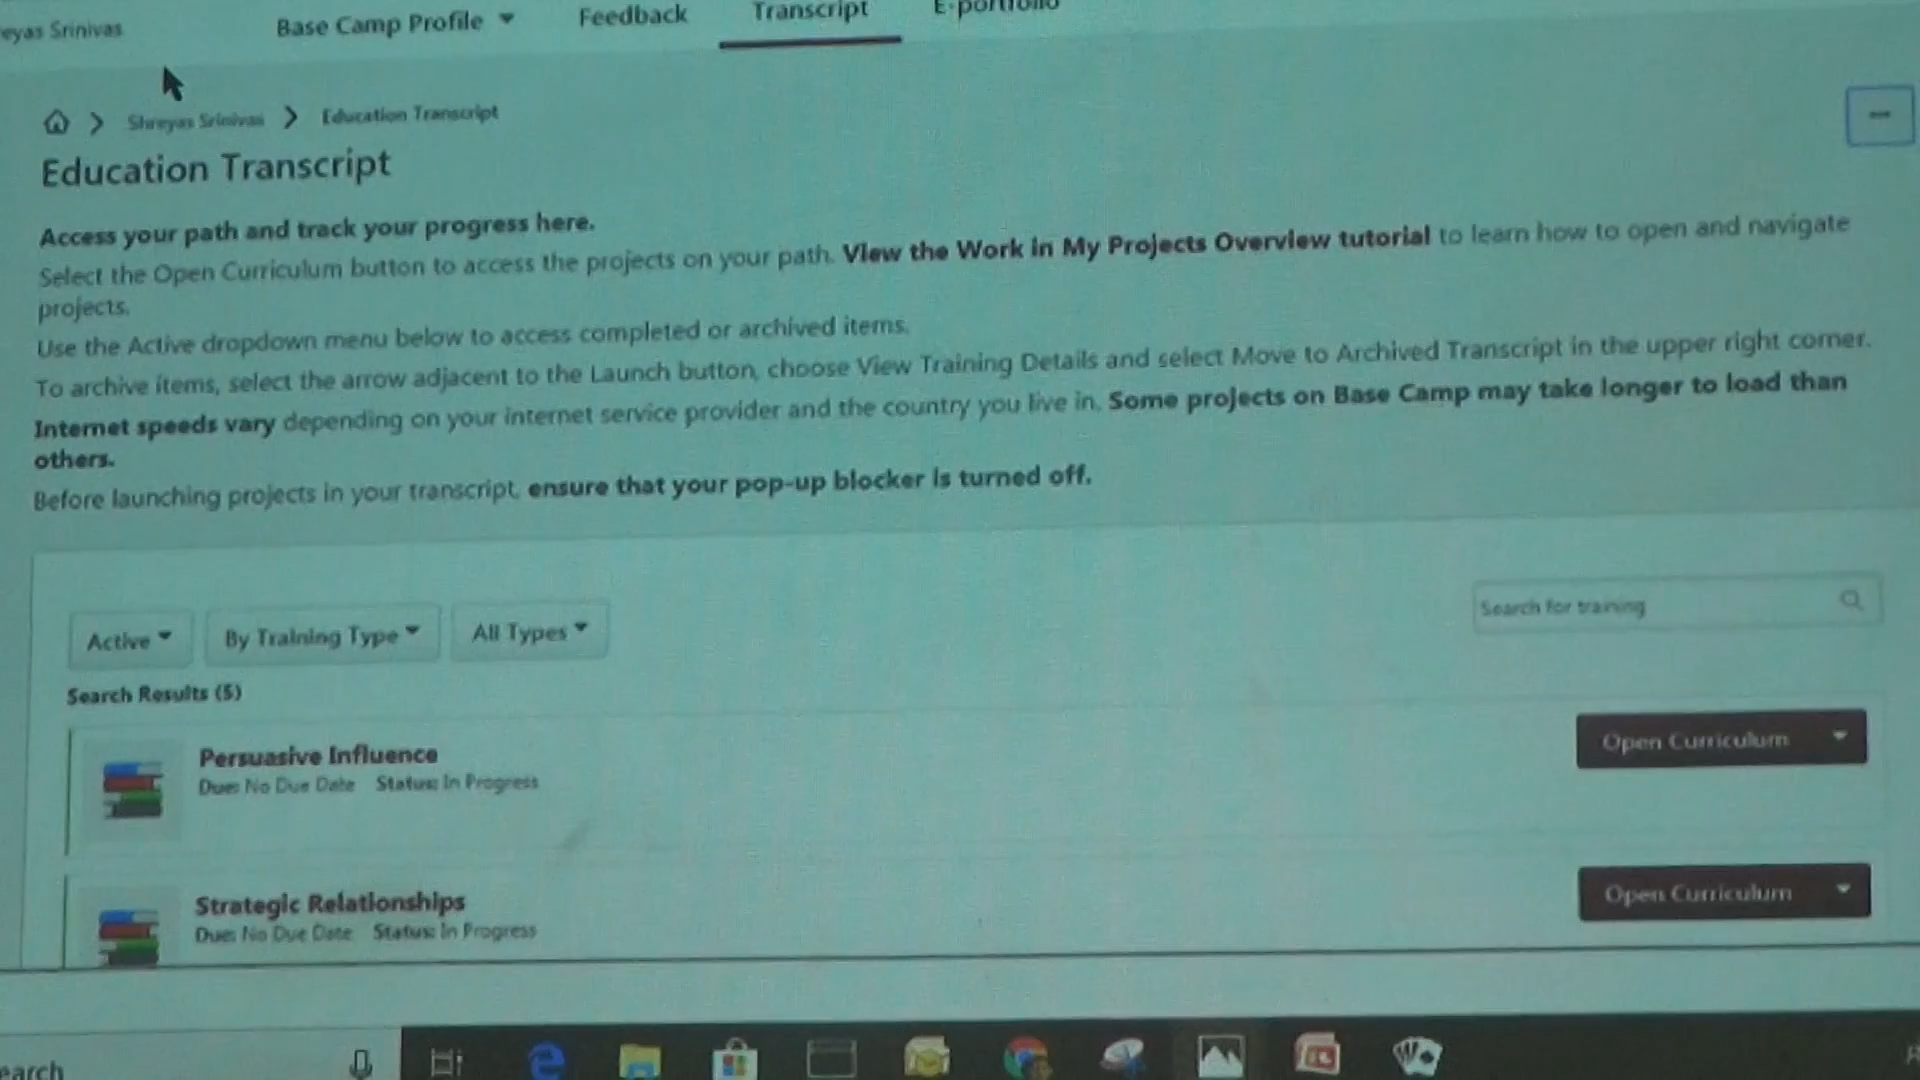 eyas Srinivas Base Camp Profile Feedback Transcript E-portfolio
Shreyas Srinivas Education Transcript
Education Transcript
Access your path and track your progress here.
Select the Open Curriculum button to access the projects on your path. View the Work in My Projects Overview tutorial to learn how to open and navigate
projects.
Use the Active dropdown menu below to access completed or archived items.
To archive items, select the arrow adjacent to the Launch button, choose View Training Details and select Move to Archived Transcript in the upper right corner.
Internet speeds vary depending on your internet service provider and the country you live in. Some projects on Base Camp may take longer to load than
others.
Before launching projects in your transcript, ensure that your pop-up blocker is turned off.
Search for training
Active By Training Type All Types
Search Results (5)
Persuasive Influence
Due: No Due Date Status: In Progress
Open Curriculum
Strategic Relationships
Due: No Due Date Status: In Progress
Open Curriculum
earch